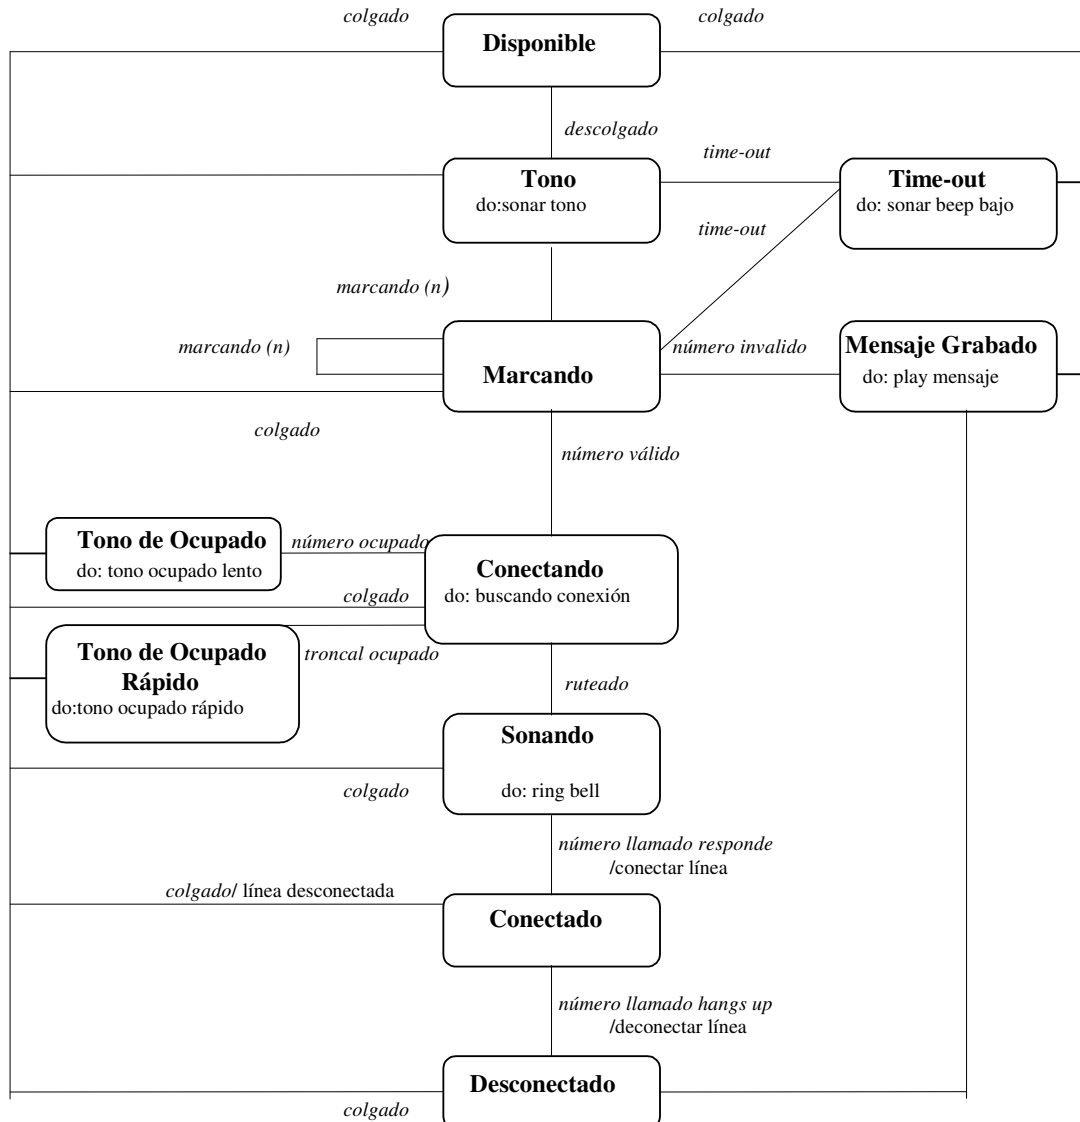 colgado
colgado
Disponible
descolgado
time-out
Tono
do:sonar tono
Time-out
do: sonar beep bajo
time-out
marcando (n)
marcando (n)
número invalido
Mensaje Grabado
do: play mensaje
Marcando
colgado
número válido
Tono de Ocupado
do: tono ocupado lento
número ocupado
Conectando
do: buscando conexión
colgado
Tono de Ocupado
Rápido
do:tono ocupado rápido
troncal ocupado
ruteado
Sonando
do: ring bell
colgado
número llamado responde
/conectar línea
colgado/ línea desconectada
Conectado
número llamado hangs up
/deconectar línea
Desconectado
colgado